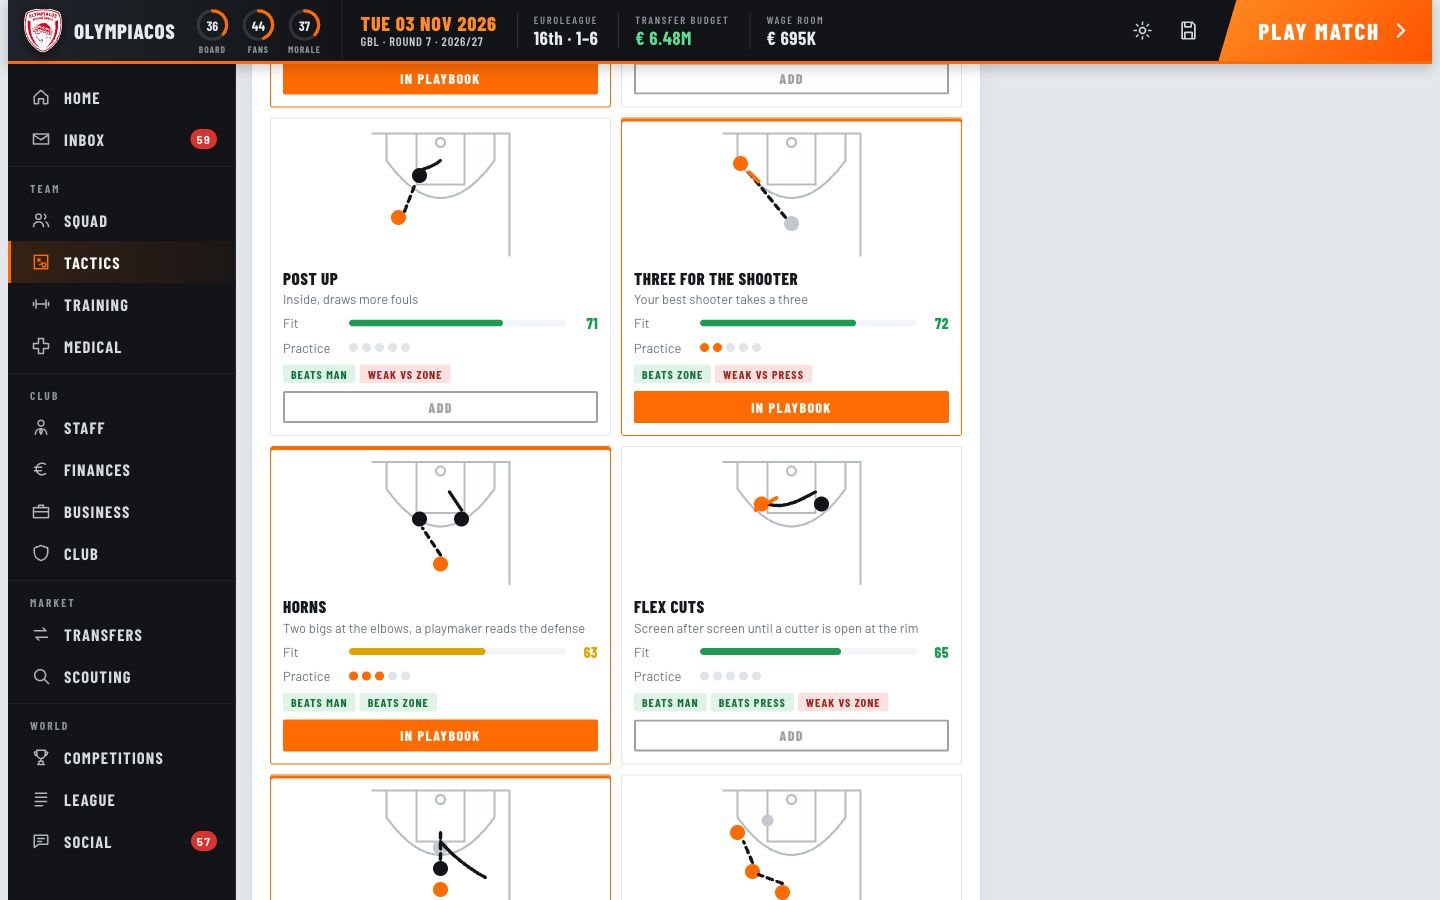 OLYMPIACOS
36
BOARD
44
FANS
37
MORALE
TUE 03 NOV 2026
GBL · ROUND 7 · 2026/27
EUROLEAGUE
16th · 1-6
TRANSFER BUDGET
€ 6.48M
WAGE ROOM
€ 695K
PLAY MATCH
HOME
INBOX 59
TEAM
SQUAD
TACTICS
TRAINING
MEDICAL
CLUB
STAFF
FINANCES
BUSINESS
CLUB
MARKET
TRANSFERS
SCOUTING
WORLD
COMPETITIONS
LEAGUE
SOCIAL 57
IN PLAYBOOK
ADD
POST UP
Inside, draws more fouls
Fit 71
Practice
BEATS MAN WEAK VS ZONE
ADD
THREE FOR THE SHOOTER
Your best shooter takes a three
Fit 72
Practice
BEATS ZONE WEAK VS PRESS
IN PLAYBOOK
HORNS
Two bigs at the elbows, a playmaker reads the defense
Fit 63
Practice
BEATS MAN BEATS ZONE
IN PLAYBOOK
FLEX CUTS
Screen after screen until a cutter is open at the rim
Fit 65
Practice
BEATS MAN BEATS PRESS WEAK VS ZONE
ADD